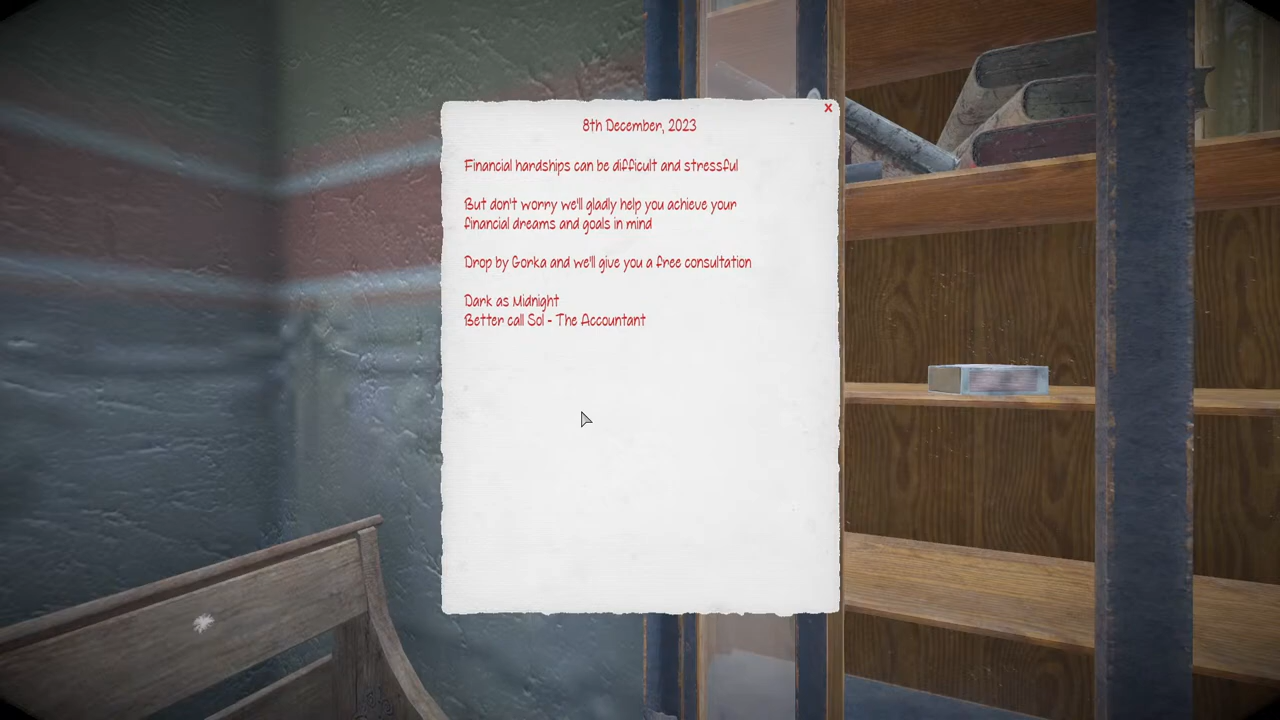 x
8th December, 2023
Financial hardships can be difficult and stressful
But don't worry we'll gladly help you achieve your
financial dreams and goals in mind
Drop by Gorka and we'll give you a free consultation
Dark as Midnight
Better call Sol - The Accountant